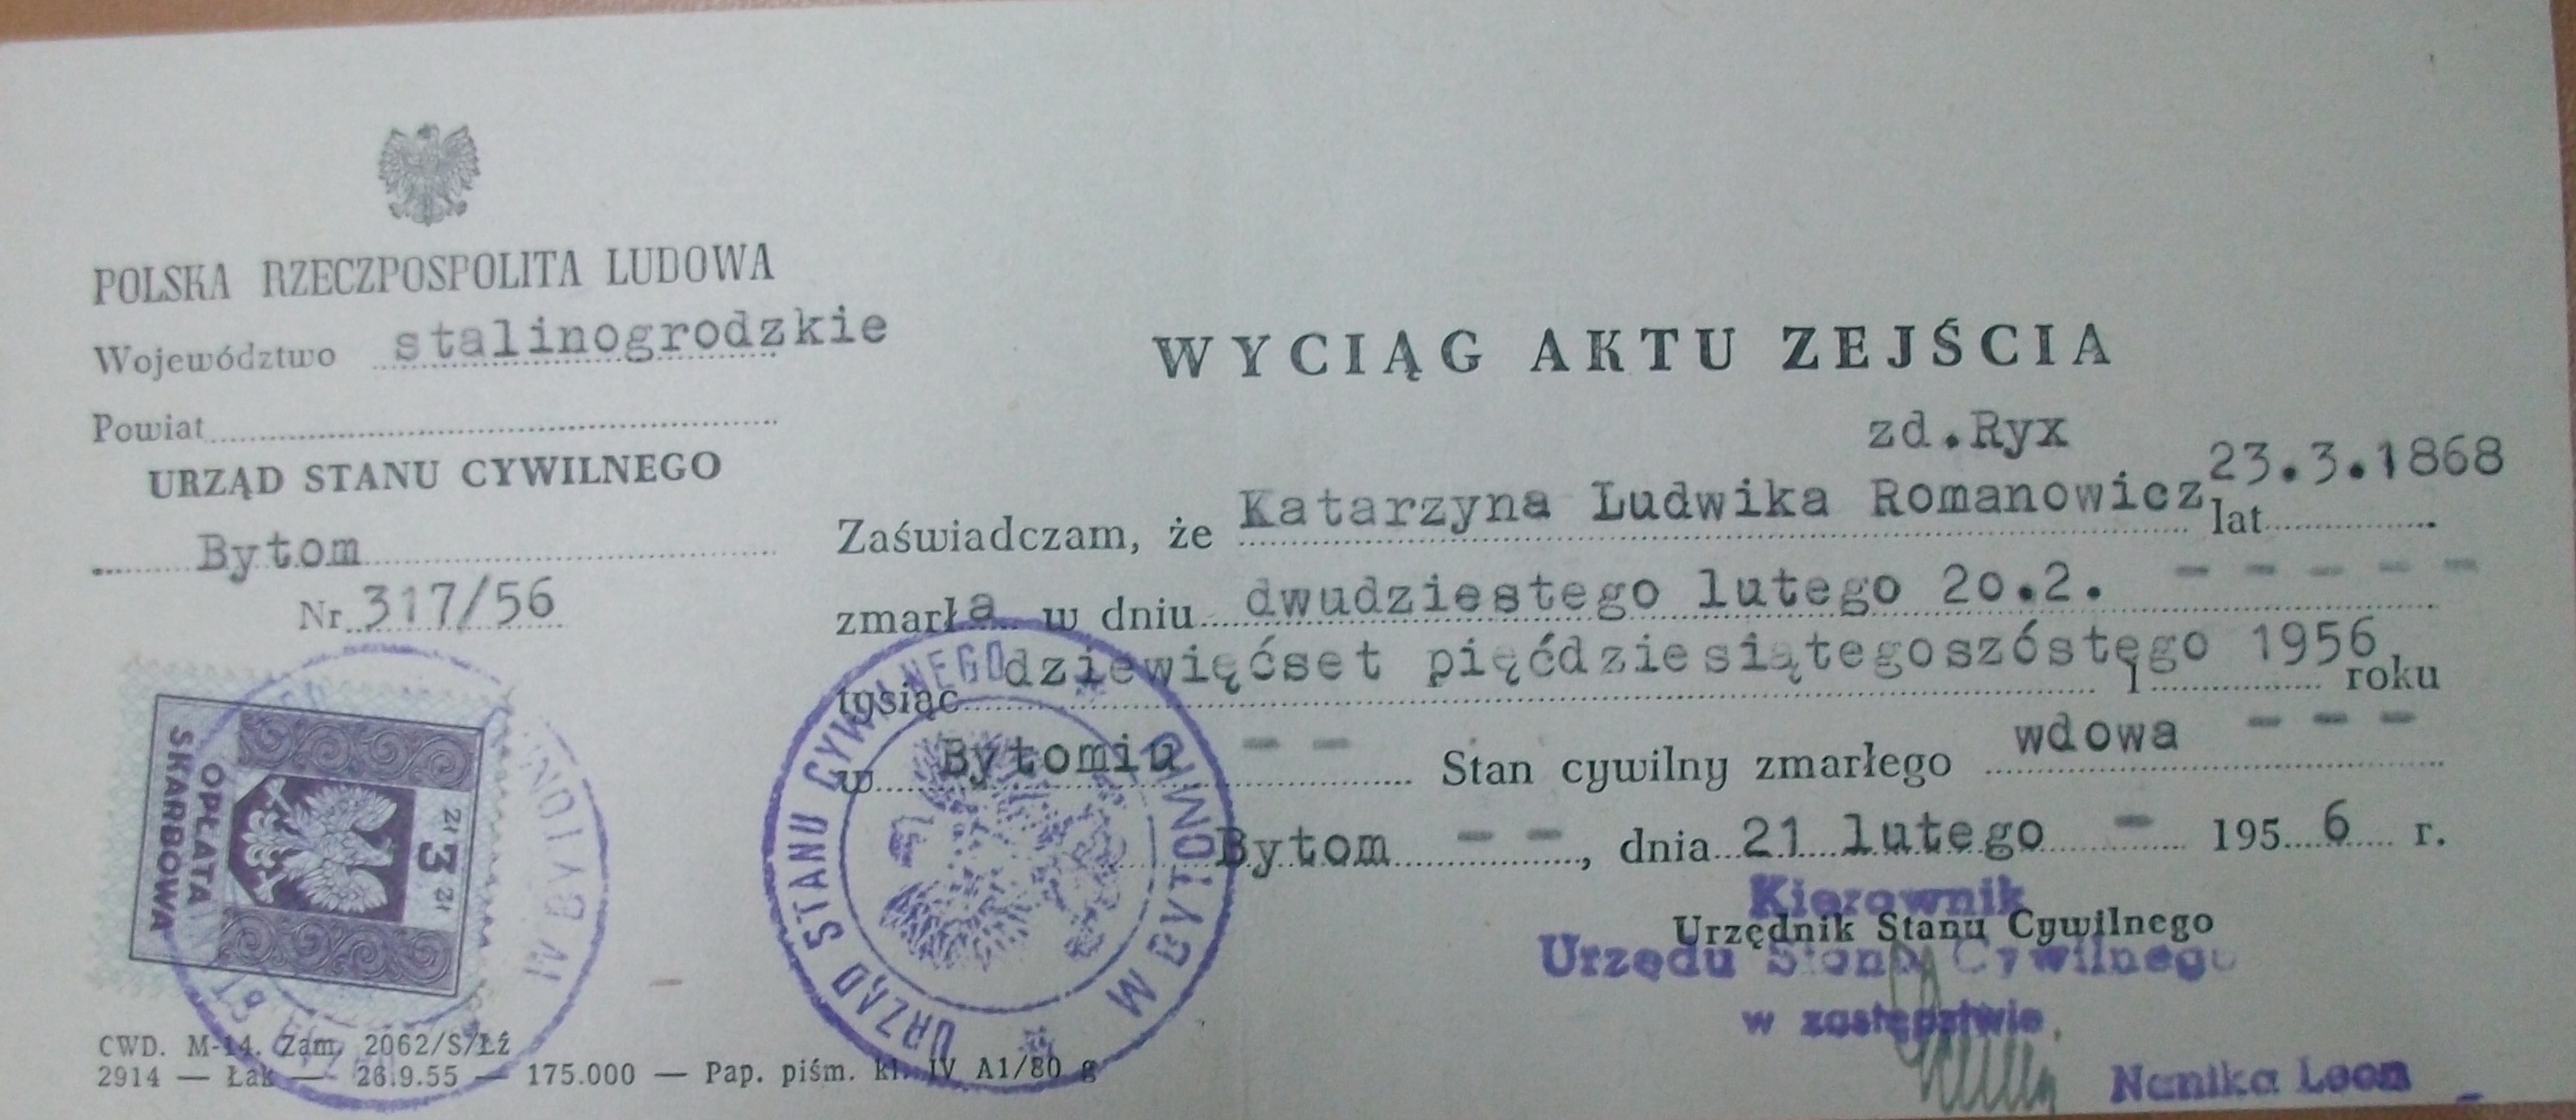 POLSKA RZECZPOSPOLITA LUDOWA
Województwo stalinogrodzkie
Powiat
URZĄD STANU CYWILNEGO
Bytom
Nr 317/56
WYCIĄG AKTU ZEJŚCIA
zd.Ryx
Zaświadczam, że Katarzyna Ludwika Romanowicz lat 23.3.1868
zmarła w dniu dwudziestego lutego 20.2. - - - - -
tysiąc dziewięćset pięćdziesiątegoszóstego 1956 1 roku
w Bytomiu - - Stan cywilny zmarłego wdowa - - -
Bytom - -, dnia 21 lutego - 1956 r.
Kierownik
Urzędnik Stanu Cywilnego
Urzędu Stanu Cywilnego
w zastępstwie
Leon
URZĄD STANU CYWILNEGO W BYTOMIU
OPŁATA
SKARBOWA
zł 3 zł
CWD. M-14. Zam. 2062/S/Łź
2914 — Łak — 26.9.55 — 175.000 — Pap. piśm. kl. IV A1/80 g